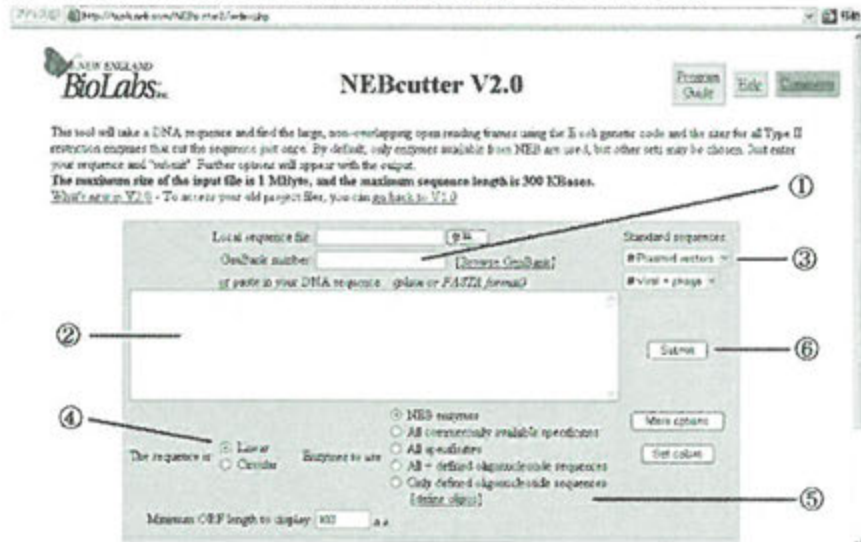 NEW ENGLAND
BioLabs Inc.
NEBcutter V2.0
Program Guide
Help
Comments
This tool will take a DNA sequence and find the large, non-overlapping open reading frames using the E. coli genetic code and the sites for all Type II
restriction enzymes that cut the sequence just once. By default, only enzymes available from NEB are used, but other sets may be chosen. Just enter
your sequence and "submit". Further options will appear with the output.
The maximum size of the input file is 1 MByte, and the maximum sequence length is 300 KBases.
What's new in V2.0 - To access your old project files, you can go back to V1.0
①
Local sequence file:
Standard sequences:
GenBank number:
[Browse GenBank]
# Plasmid vectors
③
or paste in your DNA sequence: (plain or FASTA format)
# Viral + phage
②
Submit
⑥
④
The sequence is:
Linear
Circular
Enzymes to use:
NEB enzymes
All commercially available specificities
All specificities
All + defined oligonucleotide sequences
Only defined oligonucleotide sequences
[define oligos]
More options
Set colors
⑤
Minimum ORF length to display: 100 a.a.